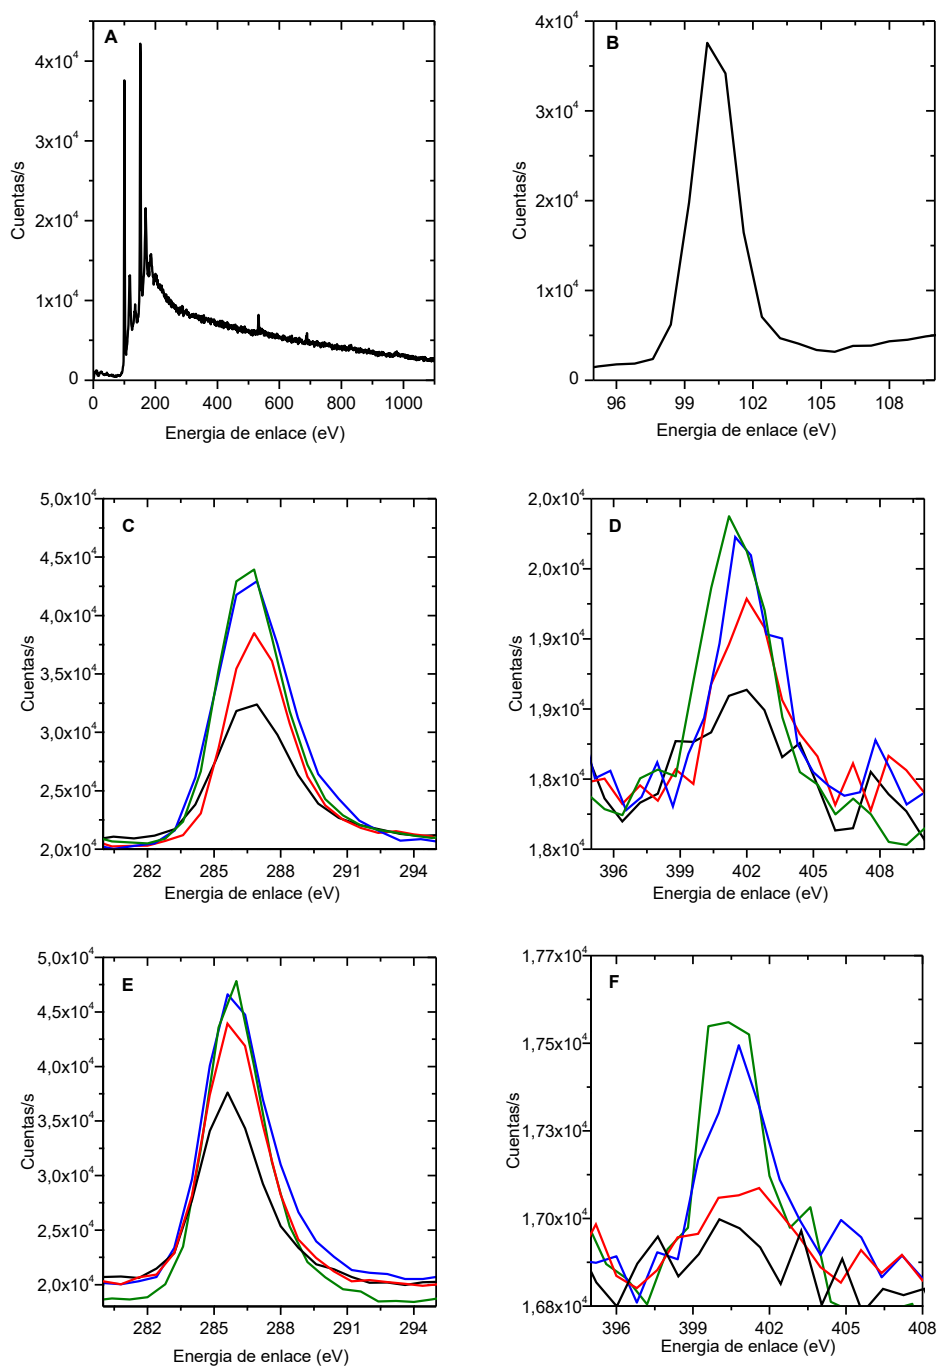 A
4x10⁴
3x10⁴
2x10⁴
1x10⁴
0
Cuentas/s
0 200 400 600 800 1000
Energia de enlace (eV)
B
4x10⁴
3x10⁴
2x10⁴
1x10⁴
0
Cuentas/s
96 99 102 105 108
Energia de enlace (eV)
C
5,0x10⁴
4,5x10⁴
4,0x10⁴
3,5x10⁴
3,0x10⁴
2,5x10⁴
2,0x10⁴
Cuentas/s
282 285 288 291 294
Energia de enlace (eV)
D
2,0x10⁴
2,0x10⁴
1,9x10⁴
1,9x10⁴
1,8x10⁴
1,8x10⁴
Cuentas/s
396 399 402 405 408
Energia de enlace (eV)
E
5,0x10⁴
4,5x10⁴
4,0x10⁴
3,5x10⁴
3,0x10⁴
2,5x10⁴
2,0x10⁴
Cuentas/s
282 285 288 291 294
Energia de enlace (eV)
F
1,77x10⁴
1,75x10⁴
1,73x10⁴
1,70x10⁴
1,68x10⁴
Cuentas/s
396 399 402 405 408
Energia de enlace (eV)